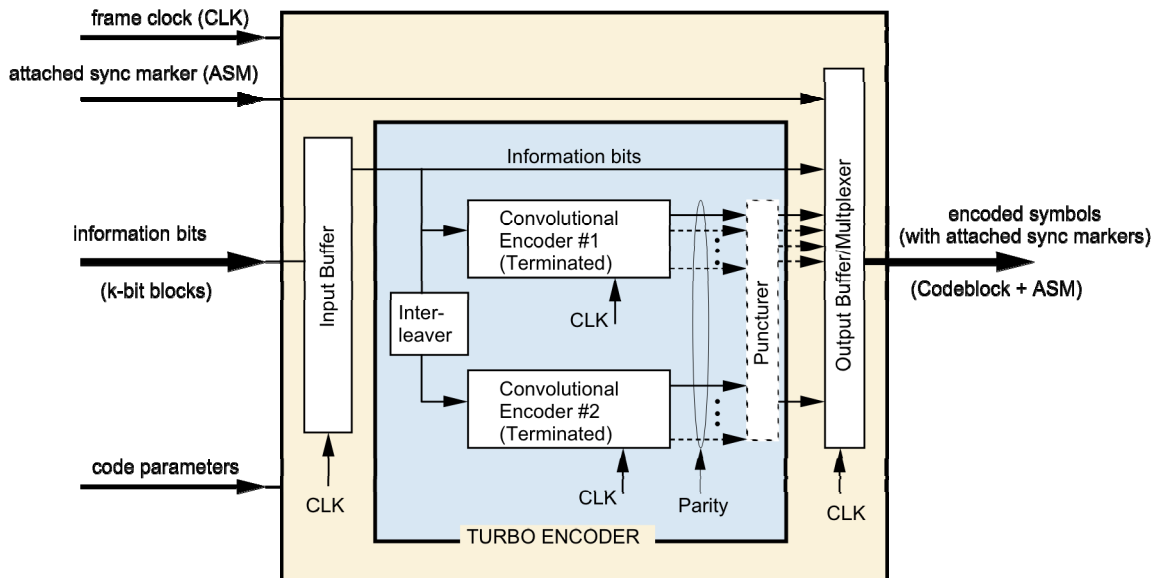 frame clock (CLK)
attached sync marker (ASM)
information bits
(k-bit blocks)
code parameters
Input Buffer
CLK
Information bits
Convolutional
Encoder #1
(Terminated)
CLK
Inter-
leaver
Convolutional
Encoder #2
(Terminated)
CLK
Parity
Puncturer
TURBO ENCODER
Output Buffer/Multplexer
CLK
encoded symbols
(with attached sync markers)
(Codeblock + ASM)